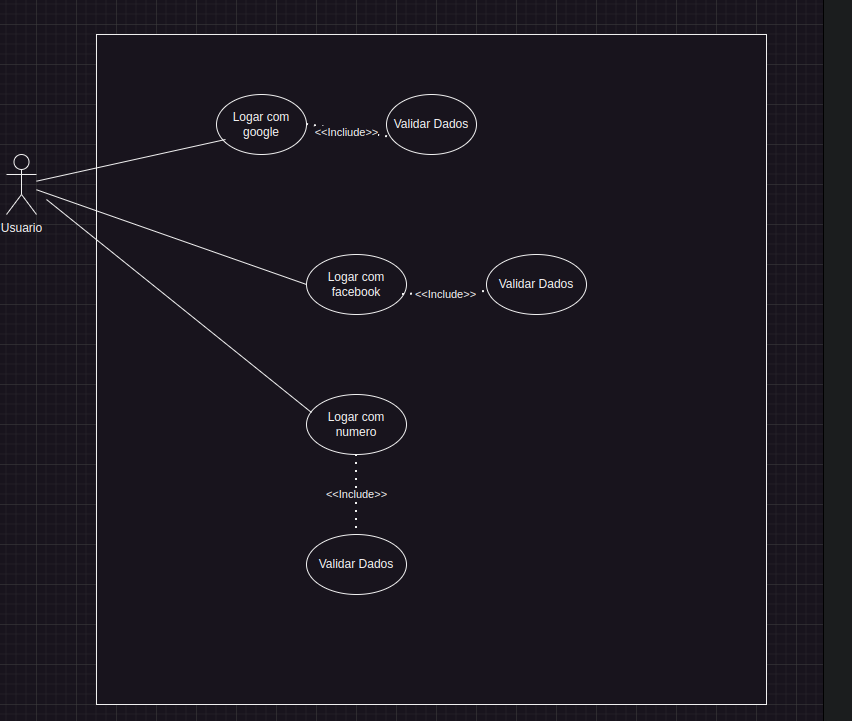 Logar com
google
<<Incliude>>
Validar Dados
Usuario
Logar com
facebook
<<Include>>
Validar Dados
Logar com
numero
<<Include>>
Validar Dados